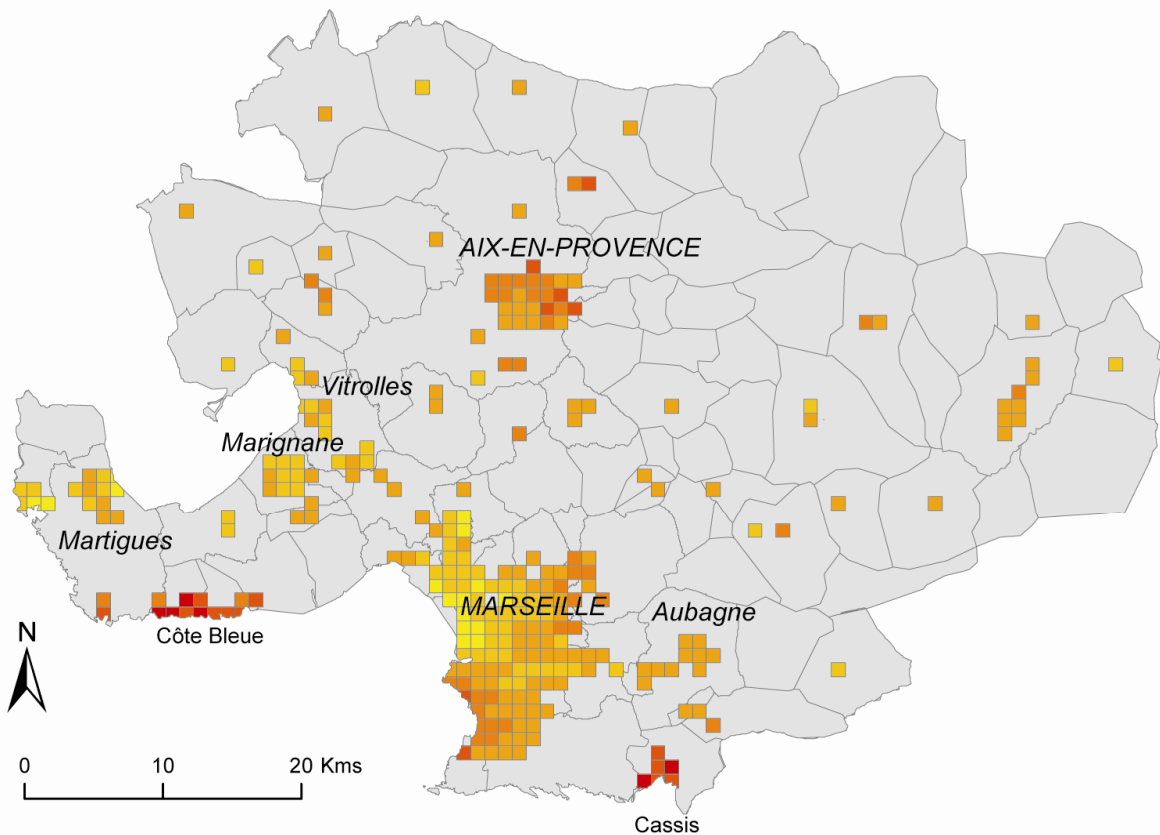 AIX-EN-PROVENCE
Vitrolles
Marignane
Martigues
MARSEILLE
Aubagne
Côte Bleue
N
0 10 20 Kms
Cassis